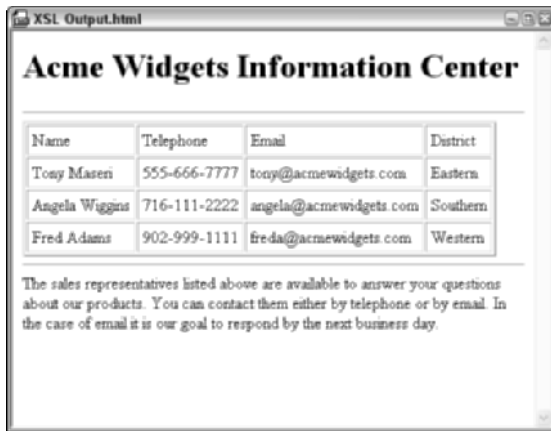 XSL Output.html
Acme Widgets Information Center
Name Telephone Email District
Tony Maseri 555-666-7777 tony@acmewidgets.com Eastern
Angela Wiggins 716-111-2222 angela@acmewidgets.com Southern
Fred Adams 902-999-1111 freda@acmewidgets.com Western
The sales representatives listed above are available to answer your questions
about our products. You can contact them either by telephone or by email. In
the case of email it is our goal to respond by the next business day.